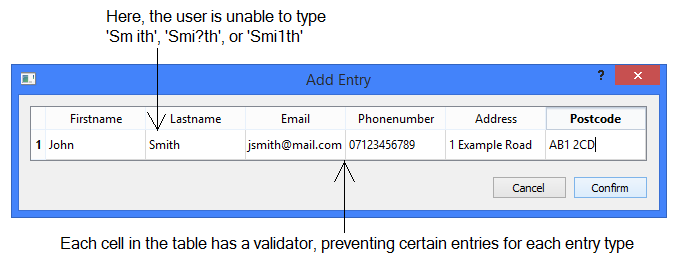 Here, the user is unable to type
'Sm ith', 'Smi?th', or 'Smi1th'
Add Entry
?
Firstname Lastname Email Phonenumber Address Postcode
1 John Smith jsmith@mail.com 07123456789 1 Example Road AB1 2CD
Cancel Confirm
Each cell in the table has a validator, preventing certain entries for each entry type